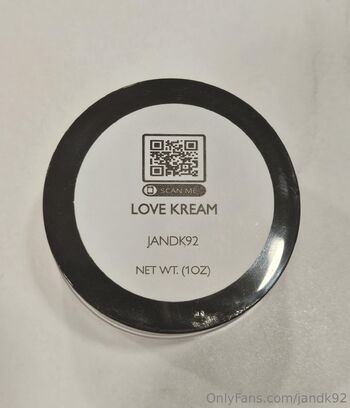 SCAN ME
LOVE KREAM
JANDK92
NET WT. (1OZ)
OnlyFans.com/jandk92